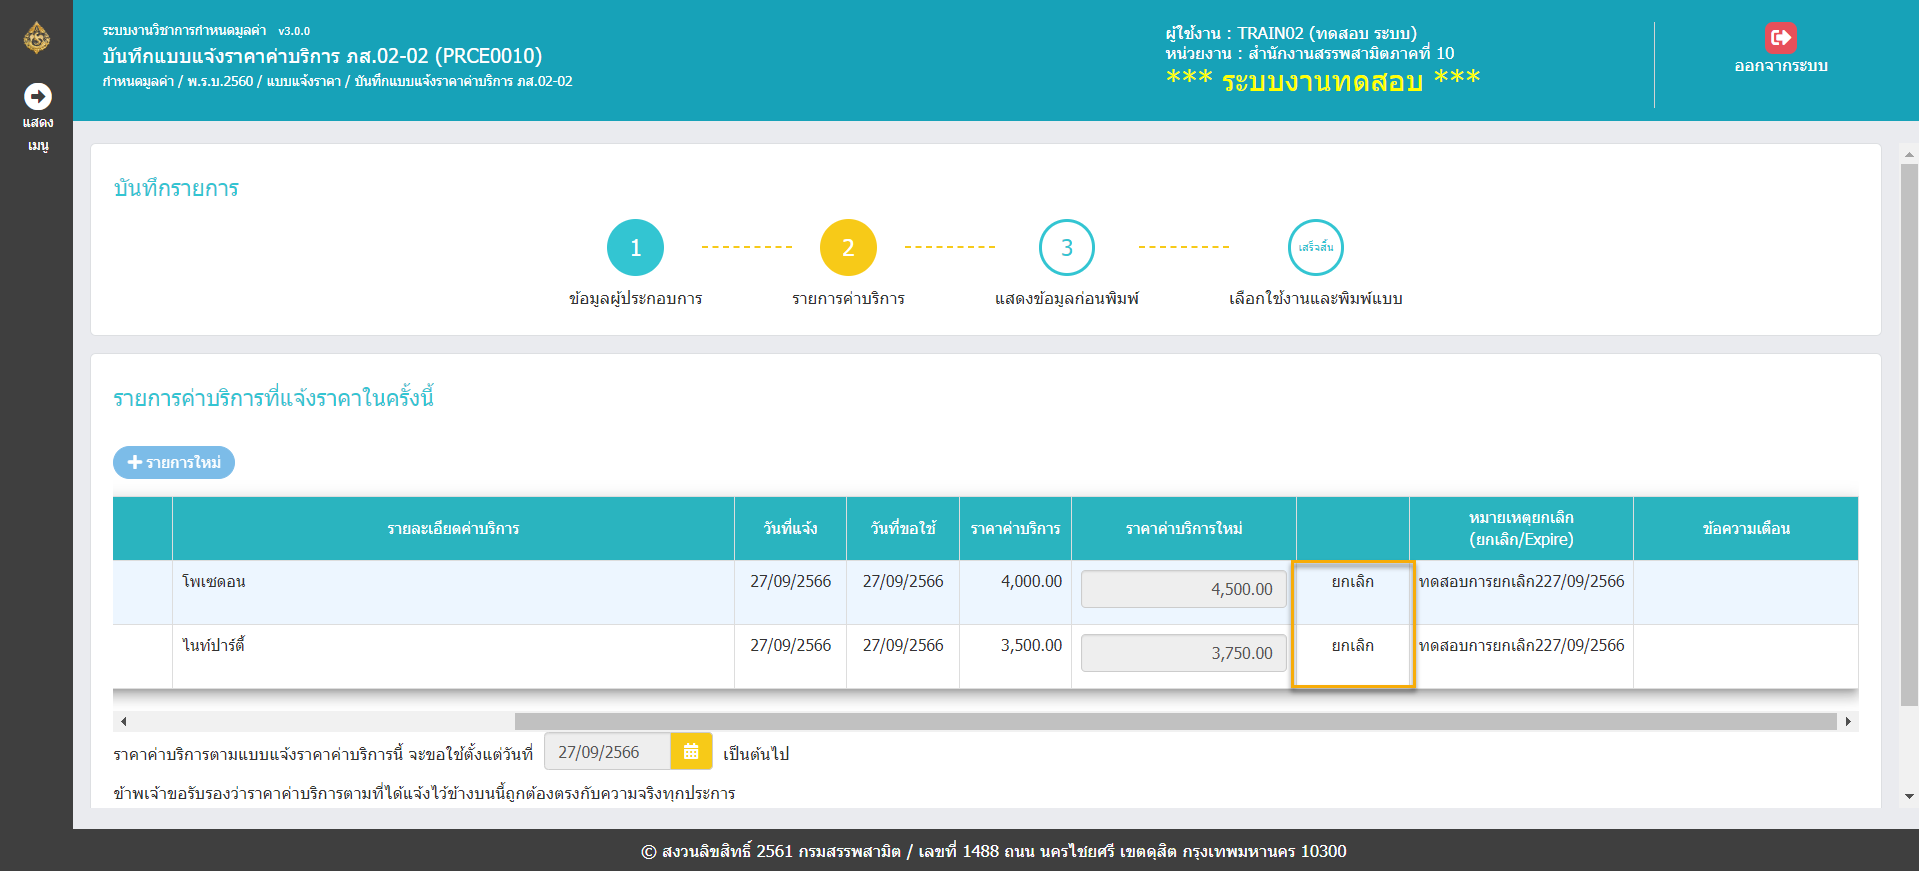 แสดง
เมนู
ระบบงานวิชาการกำหนดมูลค่า v3.0.0
บันทึกแบบแจ้งราคาค่าบริการ ภส.02-02 (PRCE0010)
กำหนดมูลค่า / พ.ร.บ.2560 / แบบแจ้งราคา / บันทึกแบบแจ้งราคาค่าบริการ ภส.02-02
ผู้ใช้งาน : TRAIN02 (ทดสอบ ระบบ)
หน่วยงาน : สำนักงานสรรพสามิตภาคที่ 10
*** ระบบงานทดสอบ ***
ออกจากระบบ
บันทึกรายการ
1 2 3 เสร็จสิ้น
ข้อมูลผู้ประกอบการ รายการค่าบริการ แสดงข้อมูลก่อนพิมพ์ เลือกใช้งานและพิมพ์แบบ
รายการค่าบริการที่แจ้งราคาในครั้งนี้
รายการใหม่
รายละเอียดค่าบริการ วันที่แจ้ง วันที่ขอใช้ ราคาค่าบริการ ราคาค่าบริการใหม่ หมายเหตุยกเลิก (ยกเลิก/Expire) ข้อความเตือน
โพเซดอน 27/09/2566 27/09/2566 4,000.00 4,500.00 ยกเลิก ทดสอบการยกเลิก227/09/2566
ไนท์ปาร์ตี้ 27/09/2566 27/09/2566 3,500.00 3,750.00 ยกเลิก ทดสอบการยกเลิก227/09/2566
ราคาค่าบริการตามแบบแจ้งราคาค่าบริการนี้ จะขอใช้ตั้งแต่วันที่ 27/09/2566 เป็นต้นไป
ข้าพเจ้าขอรับรองว่าราคาค่าบริการตามที่ได้แจ้งไว้ข้างบนนี้ถูกต้องตรงกับความจริงทุกประการ
© สงวนลิขสิทธิ์ 2561 กรมสรรพสามิต / เลขที่ 1488 ถนน นครไชยศรี เขตดุสิต กรุงเทพมหานคร 10300